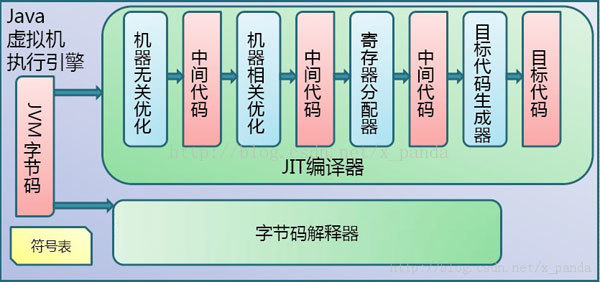 Java
虚拟机
执行引擎
JVM 字节码
符号表
机器无关优化
中间代码
机器相关优化
中间代码
寄存器分配器
中间代码
目标代码生成器
目标代码
http://blog.csdn.net/x_panda
JIT编译器
字节码解释器
http://blog.csdn.net/x_panda